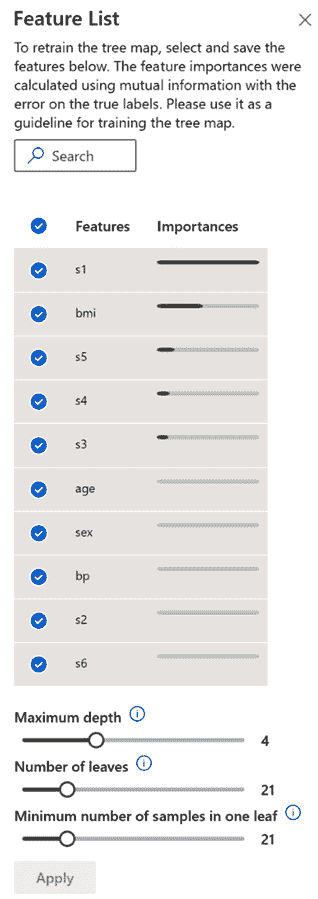 Feature List
To retrain the tree map, select and save the
features below. The feature importances were
calculated using mutual information with the
error on the true labels. Please use it as a
guideline for training the tree map.
Search
Features Importances
s1
bmi
s5
s4
s3
age
sex
bp
s2
s6
Maximum depth
4
Number of leaves
21
Minimum number of samples in one leaf
21
Apply